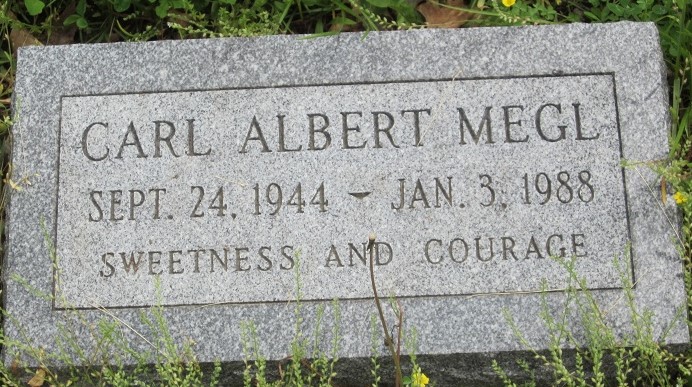 CARL ALBERT MEGL
SEPT. 24, 1944 - JAN. 3, 1988
SWEETNESS AND COURAGE